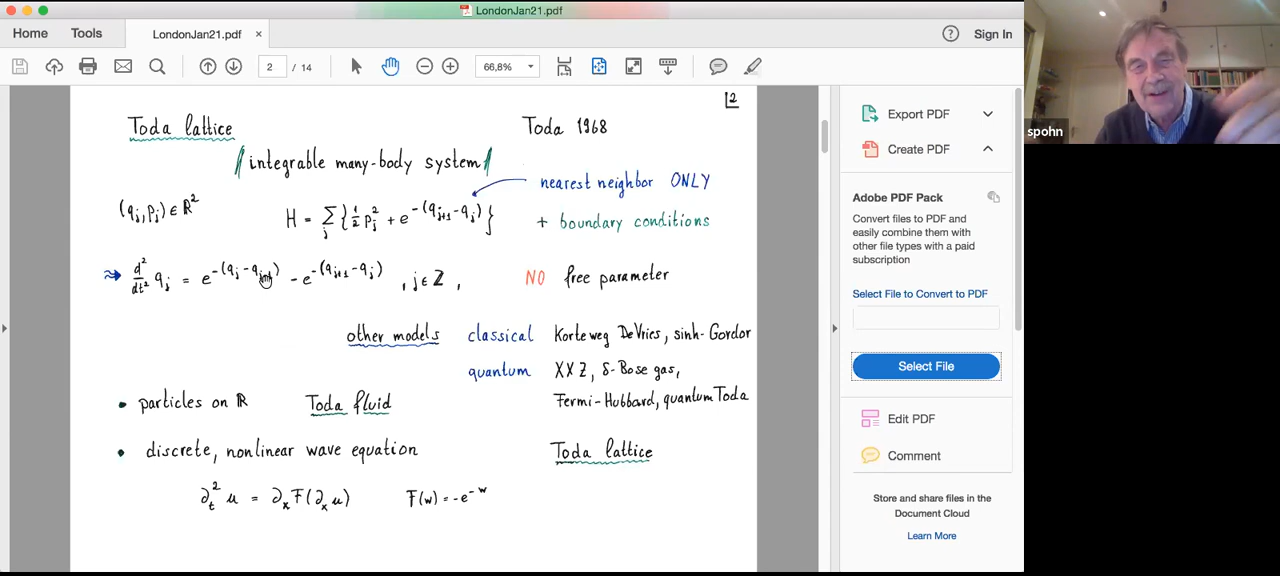 LondonJan21.pdf
Home Tools LondonJan21.pdf × ? Sign In
2 / 14 66,8%
L2
Toda lattice Toda 1968
// integrable many-body system //
nearest neighbor ONLY
(q_j, p_j) ∈ ℝ² H = Σ_j { ½ p_j² + e^{-(q_{j+1} - q_j)} }
+ boundary conditions
d²/dt² q_j = e^{-(q_j - q_{j-1})} - e^{-(q_{j+1} - q_j)} , j ∈ ℤ , NO free parameter
other models classical Korteweg DeVries, sinh-Gordon
quantum XXZ, δ-Bose gas,
Fermi-Hubbard, quantum Toda
• particles on ℝ Toda fluid
• discrete, nonlinear wave equation Toda lattice
∂_t² u = ∂_x F(∂_x u) F(w) = -e^{-w}
Export PDF
Create PDF
Adobe PDF Pack
Convert files to PDF and
easily combine them with
other file types with a paid
subscription
Select File to Convert to PDF
Select File
Edit PDF
Comment
Store and share files in the
Document Cloud
Learn More
spohn